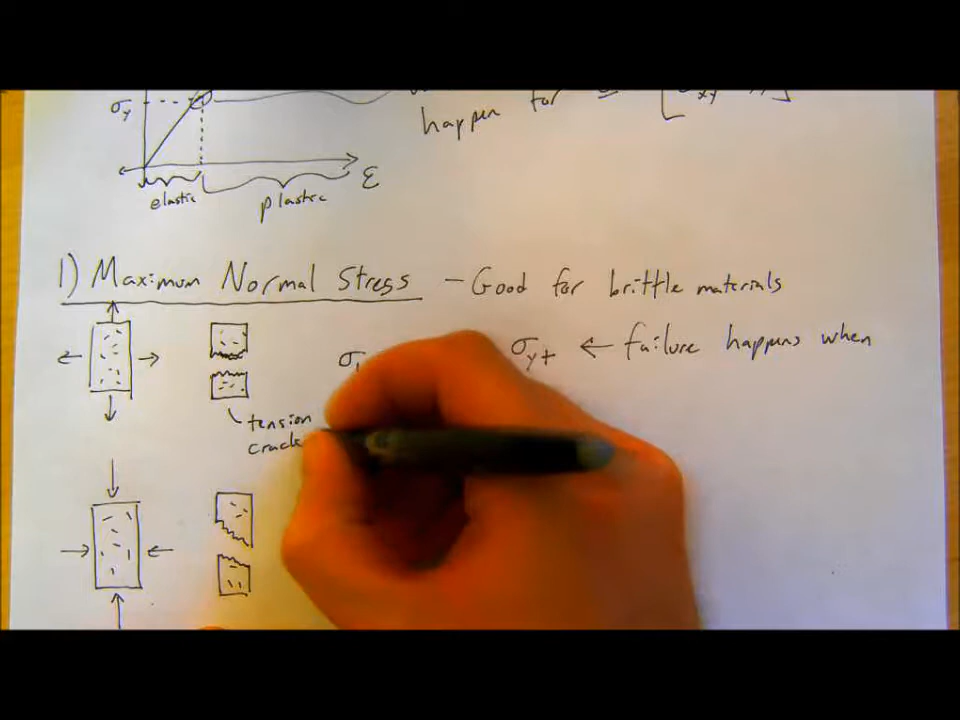 σy
happen for
xy
ε
elastic plastic
1) Maximum Normal Stress - Good for brittle materials
σ σy+ ← failure happens when
tension
crack